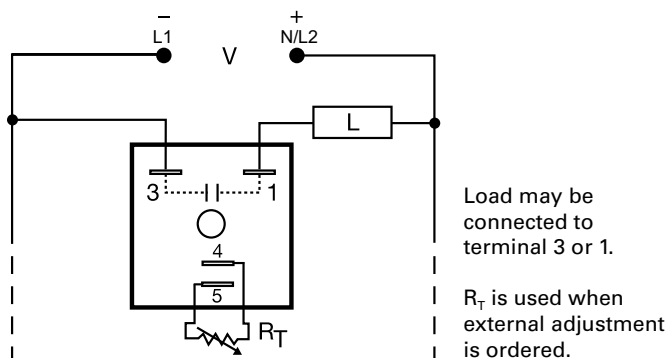 − +
L1 V N/L2
L
3 1
4
5
RT
Load may be
connected to
terminal 3 or 1.
RT is used when
external adjustment
is ordered.